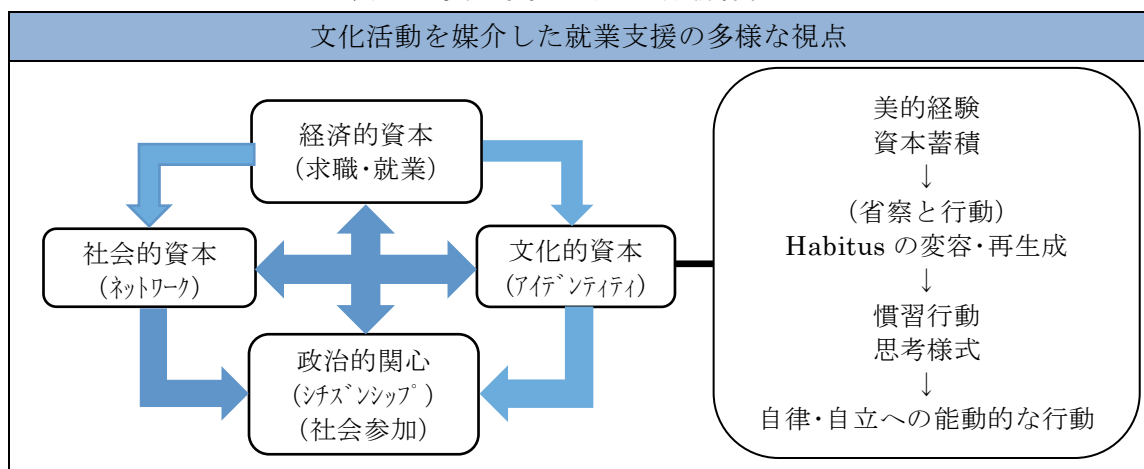 文化活動を媒介した就業支援の多様な視点
経済的資本
(求職・就業)
社会的資本
(ﾈｯﾄﾜｰｸ)
文化的資本
(ｱｲﾃﾞﾝﾃｨﾃｨ)
政治的関心
(ｼﾁｽﾞﾝｼｯﾌﾟ)
(社会参加)
美的経験
資本蓄積
↓
(省察と行動)
Habitus の変容・再生成
↓
慣習行動
思考様式
↓
自律・自立への能動的な行動